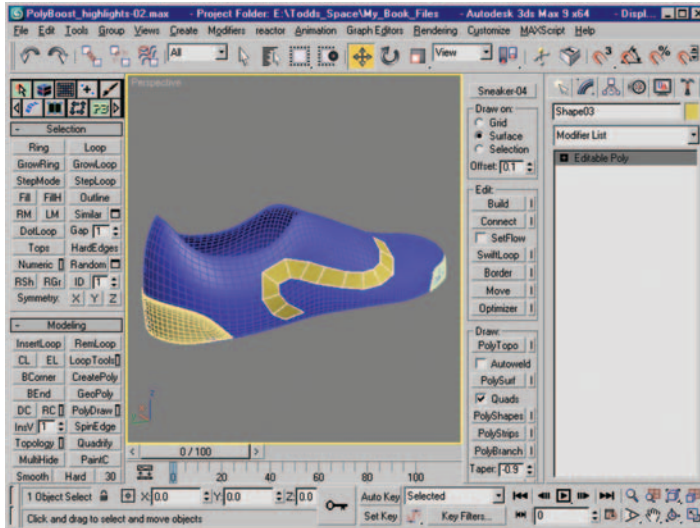 PolyBoost_highlights-02.max - Project Folder: E:\Todds_Space\My_Book_Files - Autodesk 3ds Max 9 x64 - Displ...
File Edit Tools Group Views Create Modifiers reactor Animation Graph Editors Rendering Customize MAXScript Help
All
View
Perspective
Selection
Ring Loop
GrowRing GrowLoop
StepMode StepLoop
Fill FillH Outline
RM LM Similar
DotLoop Gap 1
Tops HardEdges
Numeric Random
RSh RGr ID 1
Symmetry: X Y Z
Modeling
InsertLoop RemLoop
CL EL LoopTools
BCorner CreatePoly
BEnd GeoPoly
DC RC PolyDraw
InsV 1 SpinEdge
Topology Quadrify
MultiHide PaintC
Smooth Hard 30
Sneaker-04
Draw on:
Grid
Surface
Selection
Offset: 0.1
Edit:
Build
Connect
SetFlow
SwiftLoop
Border
Move
Optimizer
Draw:
PolyTopo
Autoweld
PolySurf
Quads
PolyShapes
PolyStrips
PolyBranch
Taper: -0.9
Shape03
Modifier List
Editable Poly
z
y
0 / 100
0 20 40 60 80 100
1 Object Select X: 0.0 Y: 0.0 Z: 0.0 Auto Key Selected
Click and drag to select and move objects Set Key Key Filters... 0